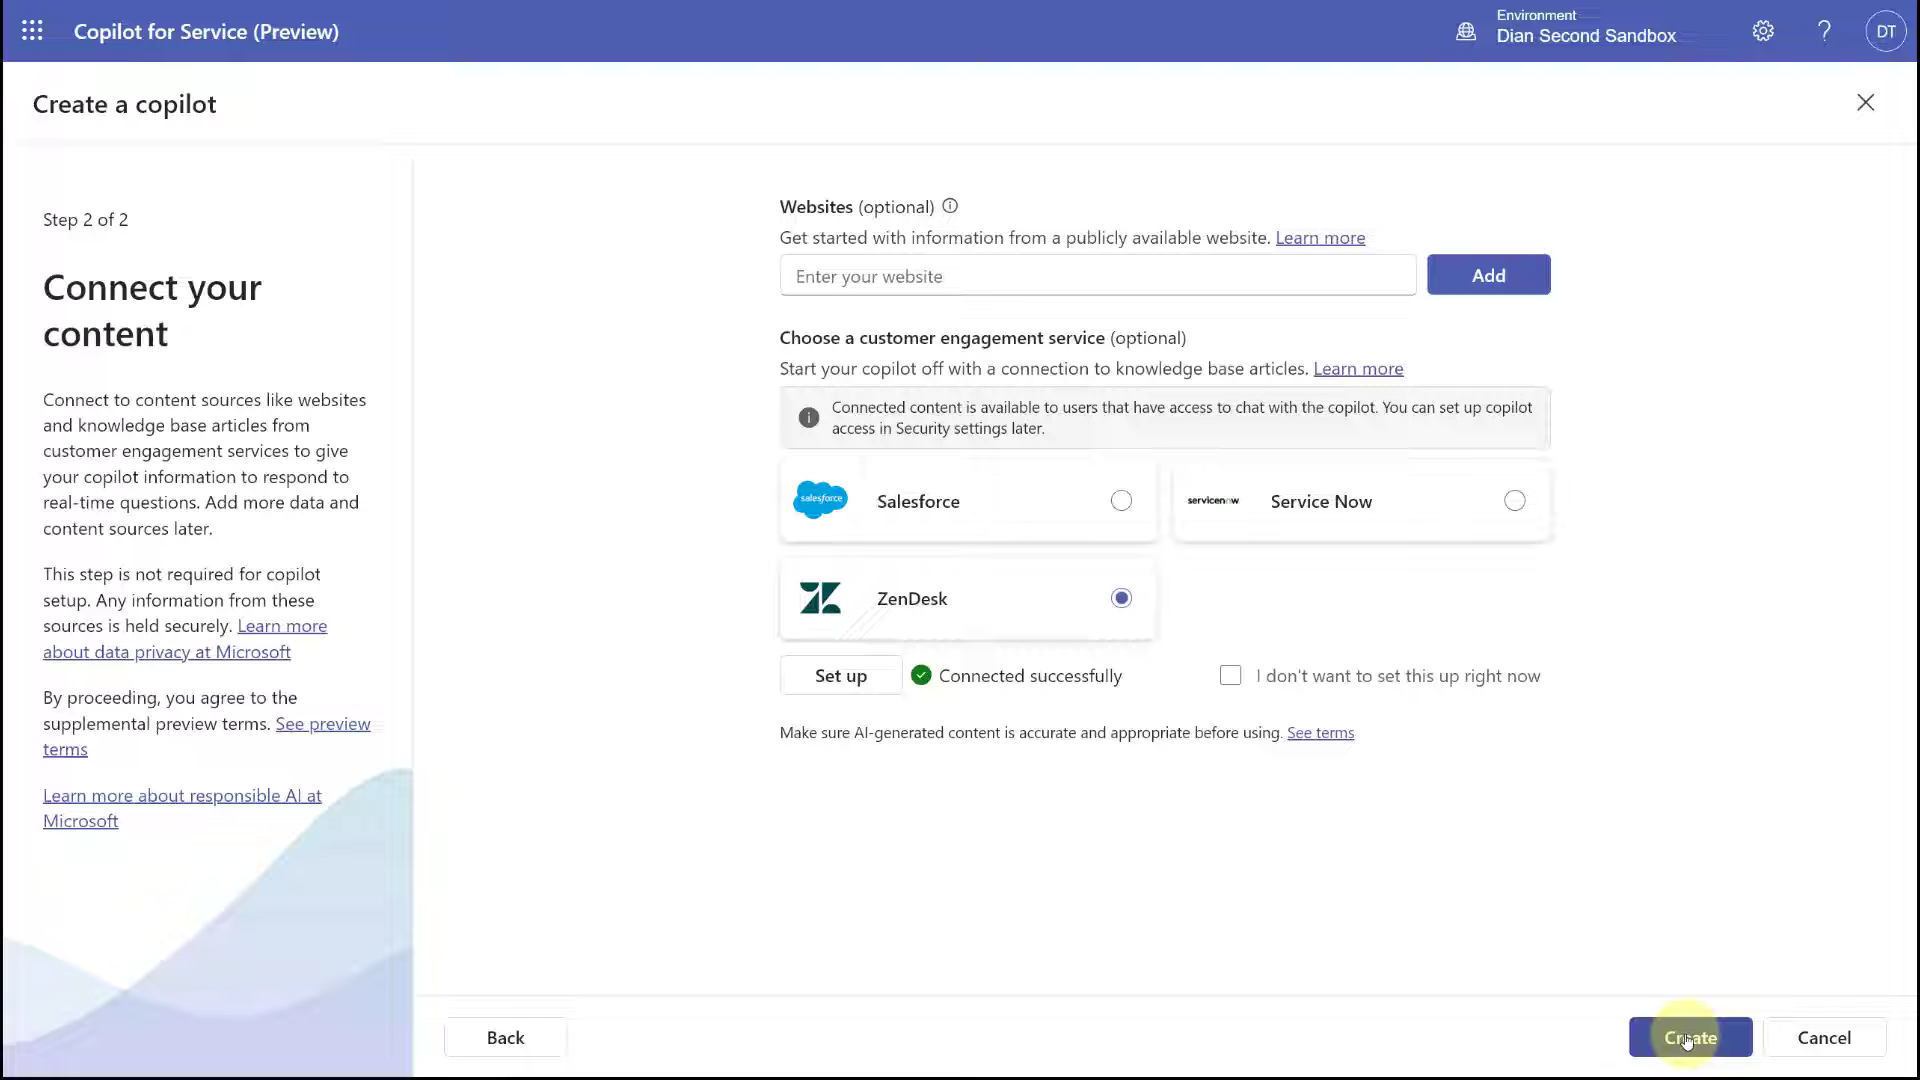 Copilot for Service (Preview)
Environment
Dian Second Sandbox
?
DT
Create a copilot
Step 2 of 2
Connect your
content
Connect to content sources like websites
and knowledge base articles from
customer engagement services to give
your copilot information to respond to
real-time questions. Add more data and
content sources later.
This step is not required for copilot
setup. Any information from these
sources is held securely. Learn more
about data privacy at Microsoft
By proceeding, you agree to the
supplemental preview terms. See preview
terms
Learn more about responsible AI at
Microsoft
Websites (optional)
Get started with information from a publicly available website. Learn more
Enter your website
Add
Choose a customer engagement service (optional)
Start your copilot off with a connection to knowledge base articles. Learn more
Connected content is available to users that have access to chat with the copilot. You can set up copilot
access in Security settings later.
salesforce
Salesforce
servicenow
Service Now
ZenDesk
Set up
Connected successfully
I don't want to set this up right now
Make sure AI-generated content is accurate and appropriate before using. See terms
Back
Create
Cancel